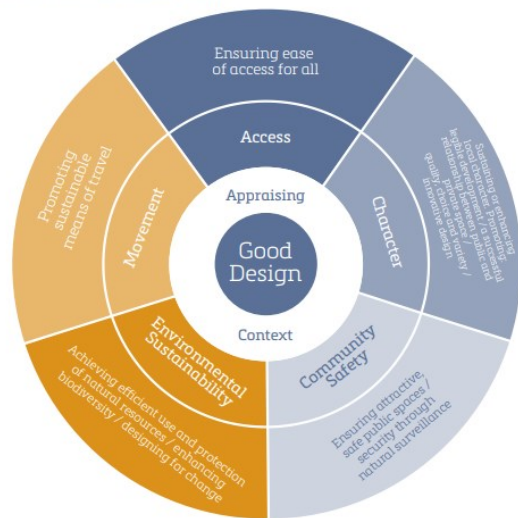 Ensuring ease
of access for all
Access
Sustaining or enhancing
local character Promoting
legible development / a successful
relationship between public and
private space /
quality, choice and variety /
innovative design
Character
Ensuring attractive,
safe public spaces /
security through
natural surveillance
Community
Safety
Achieving efficient use and protection
of natural resources / enhancing
biodiversity / designing for change
Environmental
Sustainability
Promoting
sustainable
means of travel
Movement
Appraising
Good
Design
Context